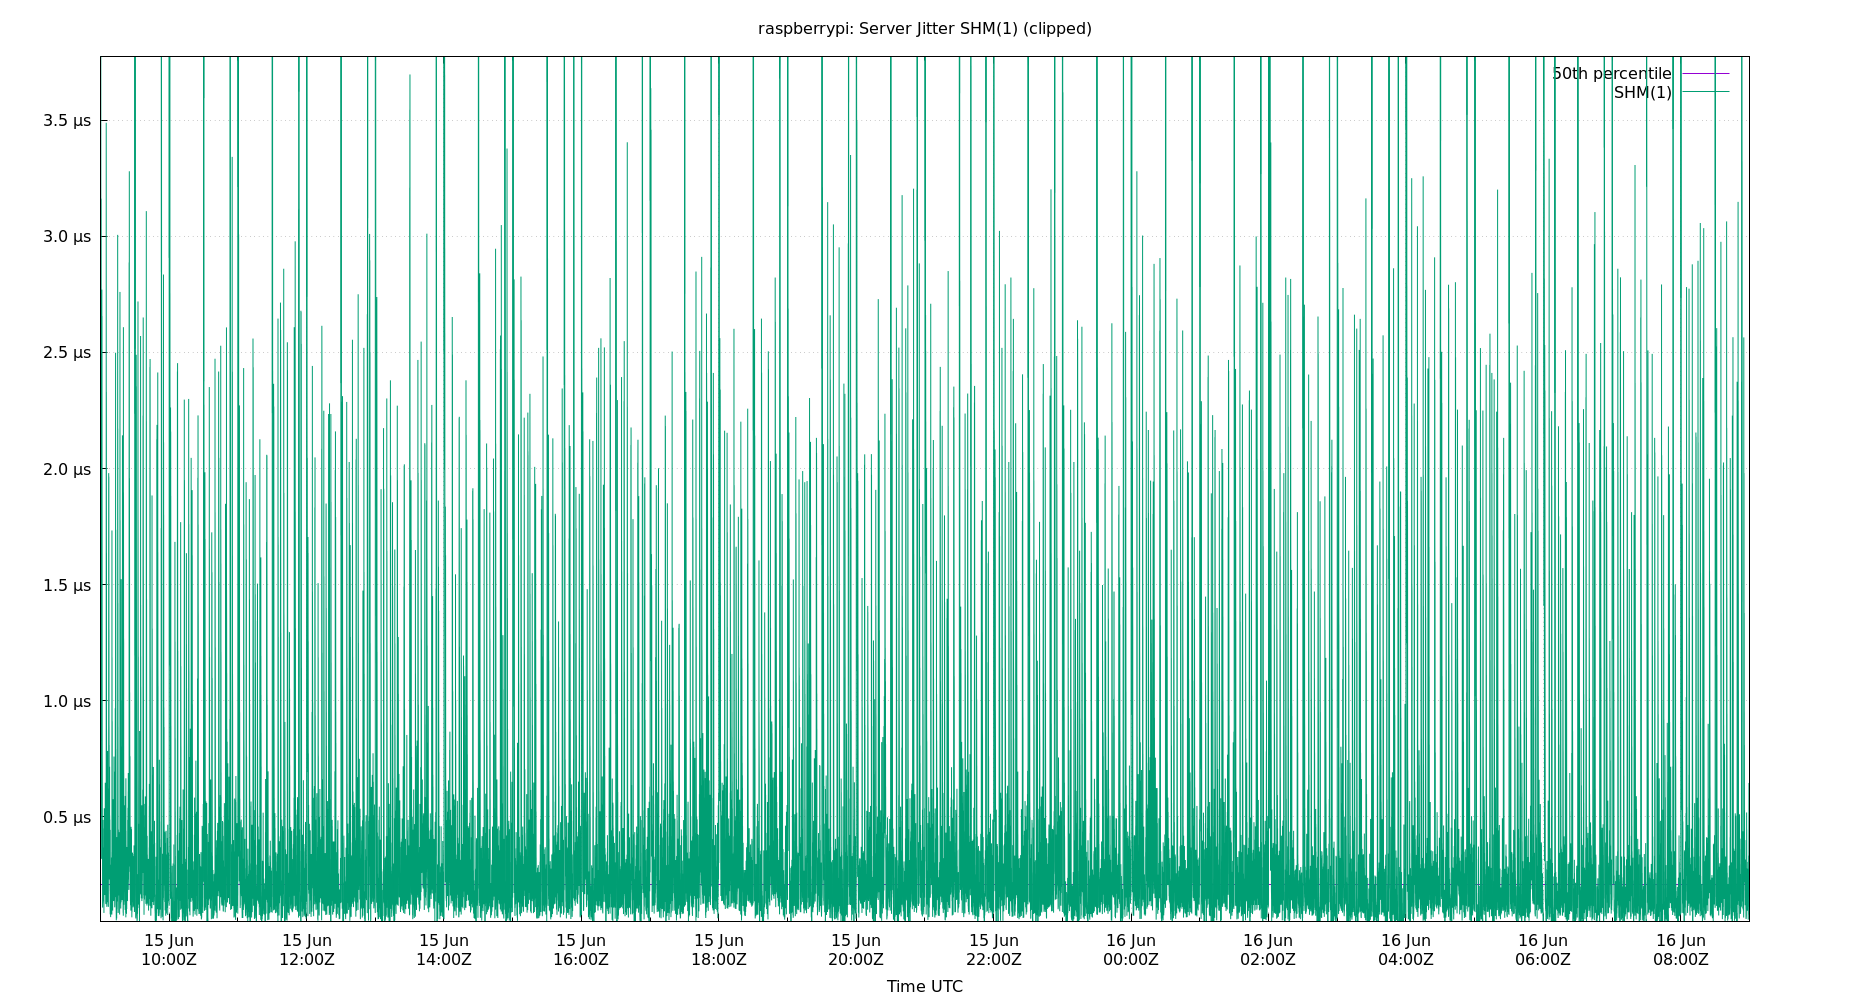 raspberrypi: Server Jitter SHM(1) (clipped)
50th percentile
SHM(1)
3.5 µs
3.0 µs
2.5 µs
2.0 µs
1.5 µs
1.0 µs
0.5 µs
15 Jun 15 Jun 15 Jun 15 Jun 15 Jun 15 Jun 15 Jun 16 Jun 16 Jun 16 Jun 16 Jun 16 Jun
10:00Z 12:00Z 14:00Z 16:00Z 18:00Z 20:00Z 22:00Z 00:00Z 02:00Z 04:00Z 06:00Z 08:00Z
Time UTC